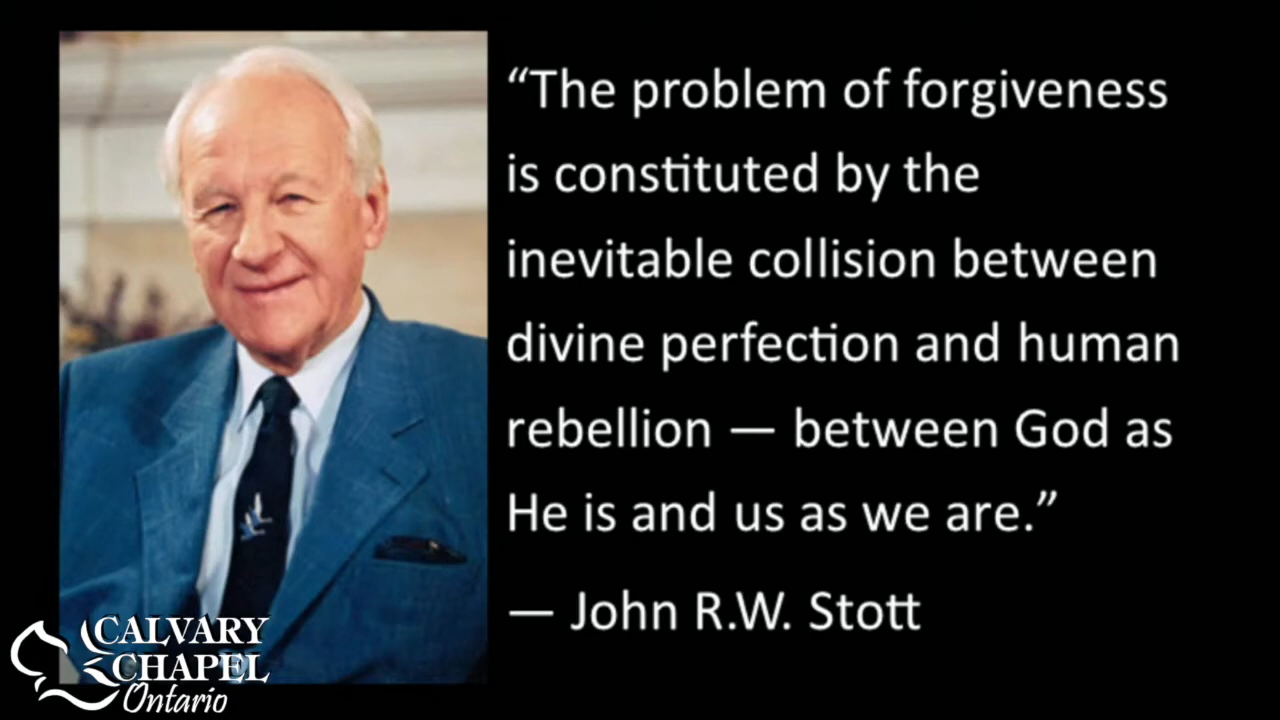 “The problem of forgiveness
is constituted by the
inevitable collision between
divine perfection and human
rebellion — between God as
He is and us as we are.”
— John R.W. Stott
CALVARY
CHAPEL
Ontario